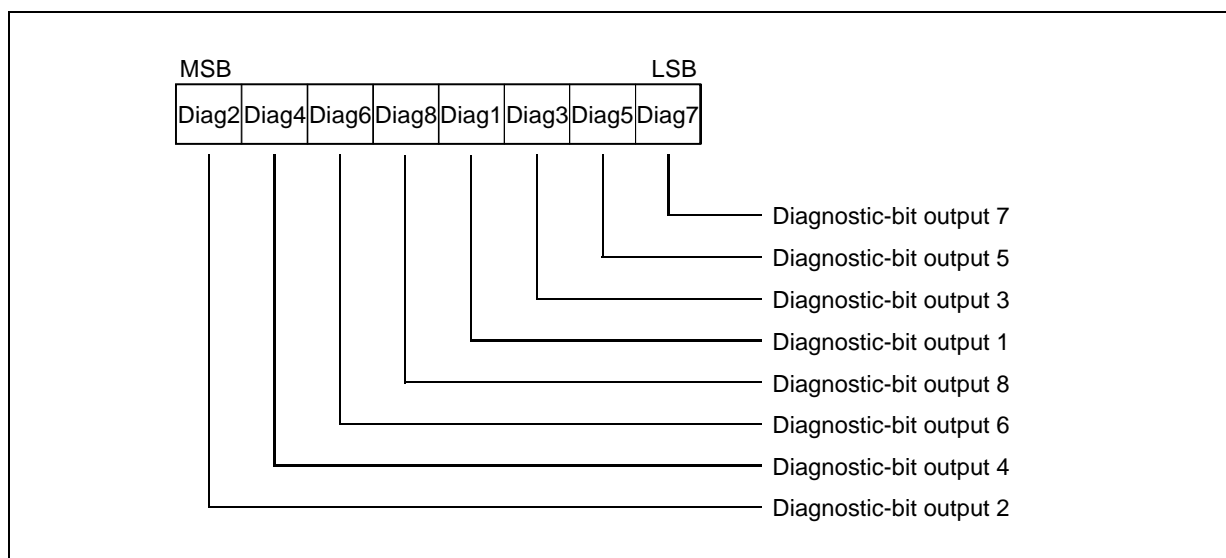 MSB LSB
Diag2 Diag4 Diag6 Diag8 Diag1 Diag3 Diag5 Diag7
Diagnostic-bit output 7
Diagnostic-bit output 5
Diagnostic-bit output 3
Diagnostic-bit output 1
Diagnostic-bit output 8
Diagnostic-bit output 6
Diagnostic-bit output 4
Diagnostic-bit output 2